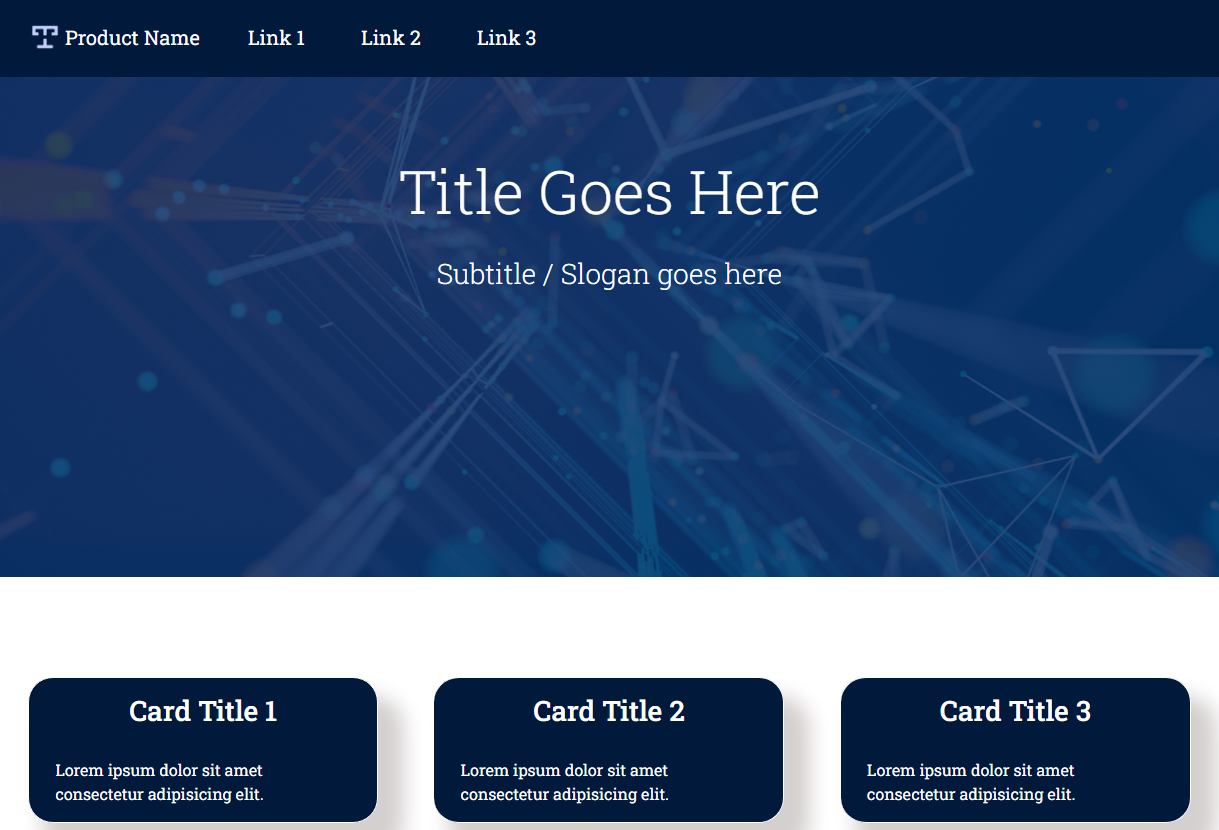 Product Name Link 1 Link 2 Link 3
Title Goes Here
Subtitle / Slogan goes here
Card Title 1
Lorem ipsum dolor sit amet
consectetur adipisicing elit.
Card Title 2
Lorem ipsum dolor sit amet
consectetur adipisicing elit.
Card Title 3
Lorem ipsum dolor sit amet
consectetur adipisicing elit.